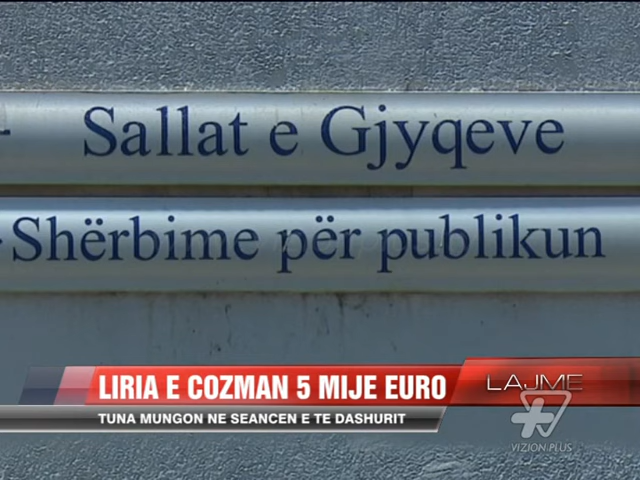 Sallat e Gjyqeve
Shërbime për publikun
LIRIA E COZMAN 5 MIJE EURO
LAJME
TUNA MUNGON NE SEANCEN E TE DASHURIT
VIZION PLUS